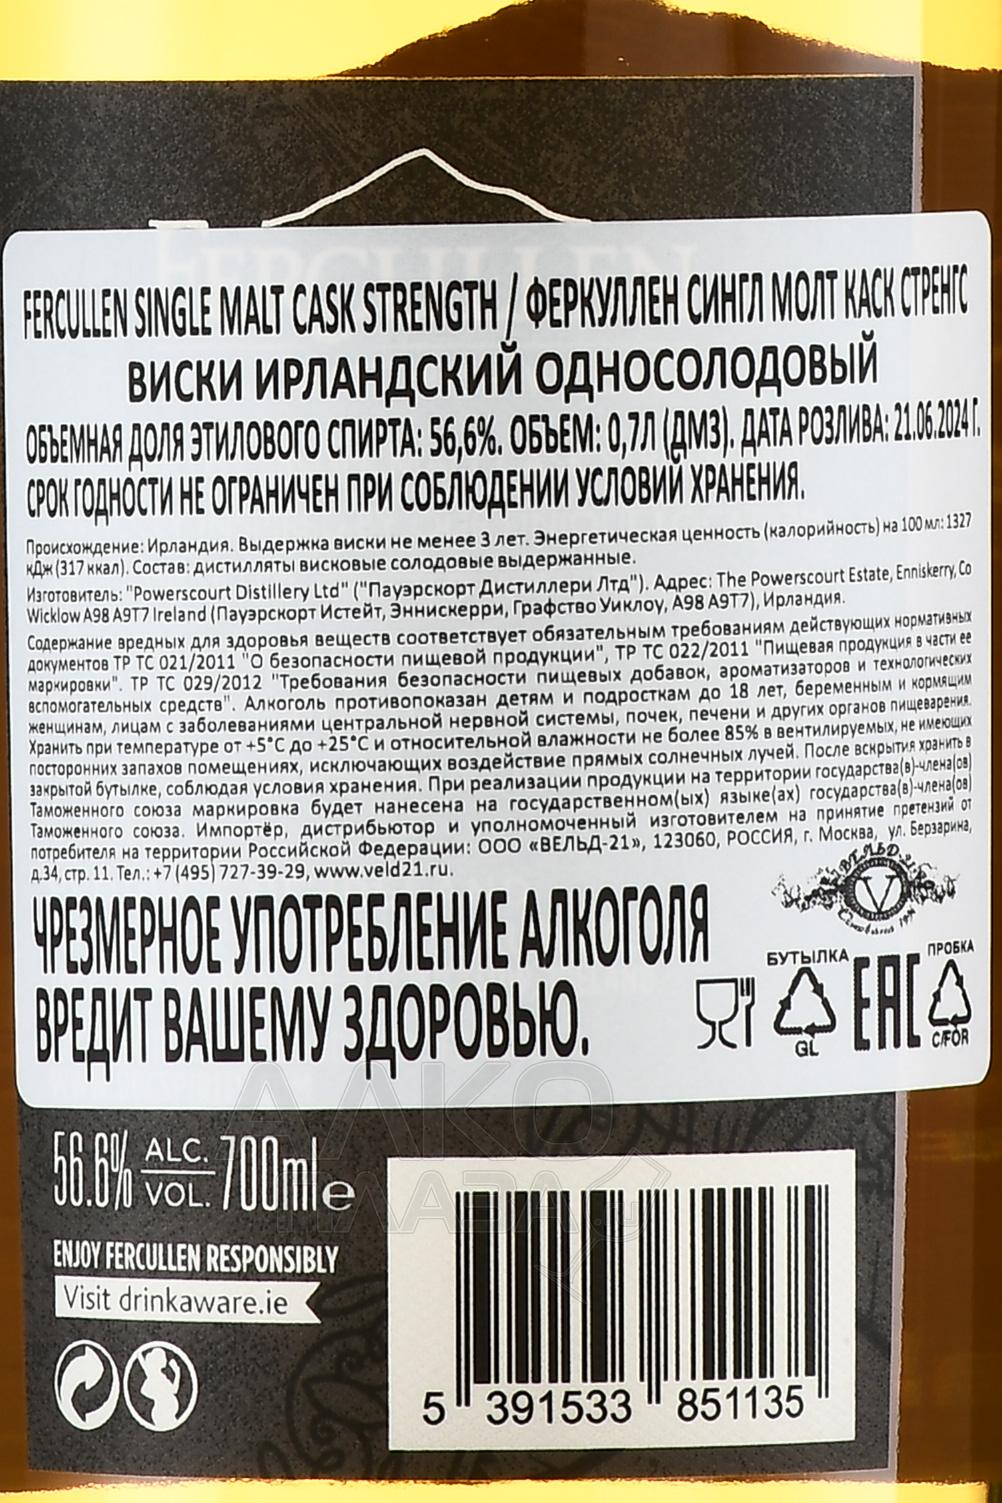 FERCULLEN
FERCULLEN SINGLE MALT CASK STRENGTH / ФЕРКУЛЛЕН СИНГЛ МОЛТ КАСК СТРЕНГС
ВИСКИ ИРЛАНДСКИЙ ОДНОСОЛОДОВЫЙ
ОБЪЕМНАЯ ДОЛЯ ЭТИЛОВОГО СПИРТА: 56,6%. ОБЪЕМ: 0,7Л (ДМ3). ДАТА РОЗЛИВА: 21.06.2024 Г.
СРОК ГОДНОСТИ НЕ ОГРАНИЧЕН ПРИ СОБЛЮДЕНИИ УСЛОВИЙ ХРАНЕНИЯ.
Происхождение: Ирландия. Выдержка виски не менее 3 лет. Энергетическая ценность (калорийность) на 100 мл: 1327
кДж (317 ккал). Состав: дистилляты висковые солодовые выдержанные.
Изготовитель: "Powerscourt Distillery Ltd" ("Пауэрскорт Дистиллери Лтд"). Адрес: The Powerscourt Estate, Enniskerry, Co
Wicklow A98 A9T7 Ireland (Пауэрскорт Истейт, Эннискерри, Графство Уиклоу, A98 A9T7), Ирландия.
Содержание вредных для здоровья веществ соответствует обязательным требованиям действующих нормативных
документов ТР ТС 021/2011 "О безопасности пищевой продукции", ТР ТС 022/2011 "Пищевая продукция в части ее
маркировки". ТР ТС 029/2012 "Требования безопасности пищевых добавок, ароматизаторов и технологических
вспомогательных средств". Алкоголь противопоказан детям и подросткам до 18 лет, беременным и кормящим
женщинам, лицам с заболеваниями центральной нервной системы, почек, печени и других органов пищеварения.
Хранить при температуре от +5°С до +25°С и относительной влажности не более 85% в вентилируемых, не имеющих
посторонних запахов помещениях, исключающих воздействие прямых солнечных лучей. После вскрытия хранить в
закрытой бутылке, соблюдая условия хранения. При реализации продукции на территории государства(в)-члена(ов)
Таможенного союза маркировка будет нанесена на государственном(ых) языке(ах) государства(в)-члена(ов)
Таможенного союза. Импортёр, дистрибьютор и уполномоченный изготовителем на принятие претензий от
потребителя на территории Российской Федерации: ООО «ВЕЛЬД-21», 123060, РОССИЯ, г. Москва, ул. Берзарина,
д.34, стр. 11. Тел.: +7 (495) 727-39-29, www.veld21.ru.
ВЕЛЬД-21
V
ЧРЕЗМЕРНОЕ УПОТРЕБЛЕНИЕ АЛКОГОЛЯ
ВРЕДИТ ВАШЕМУ ЗДОРОВЬЮ.
БУТЫЛКА
GL
EAC
ПРОБКА
C/FOR
АЛКО
ПЛАЗА.ru
56.6% ALC. VOL. 700ml e
ENJOY FERCULLEN RESPONSIBLY
Visit drinkaware.ie
5 391533 851135